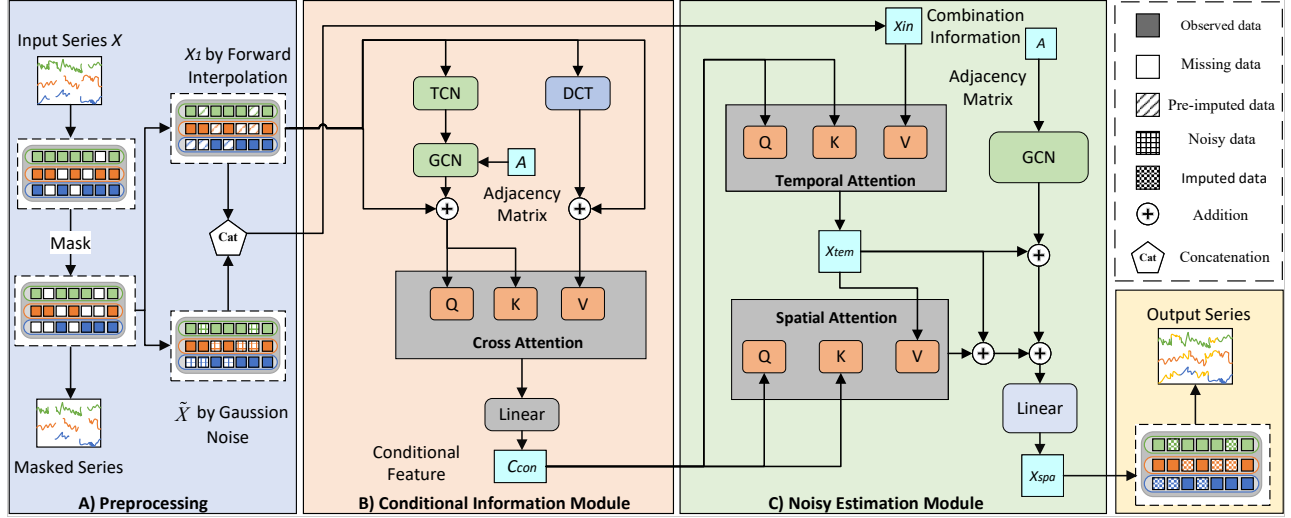 Input Series X
X₁ by Forward
Interpolation
Mask
Cat
X̃ by Gaussion
Noise
Masked Series
A) Preprocessing
TCN
DCT
GCN
A
Adjacency
Matrix
Q
K
V
Cross Attention
Linear
Conditional
Feature
Ccon
B) Conditional Information Module
Xin
Combination
Information
A
Adjacency
Matrix
Q
K
V
Temporal Attention
GCN
Xtem
Spatial Attention
Q
K
V
Linear
Xspa
C) Noisy Estimation Module
Observed data
Missing data
Pre-imputed data
Noisy data
Imputed data
Addition
Cat
Concatenation
Output Series